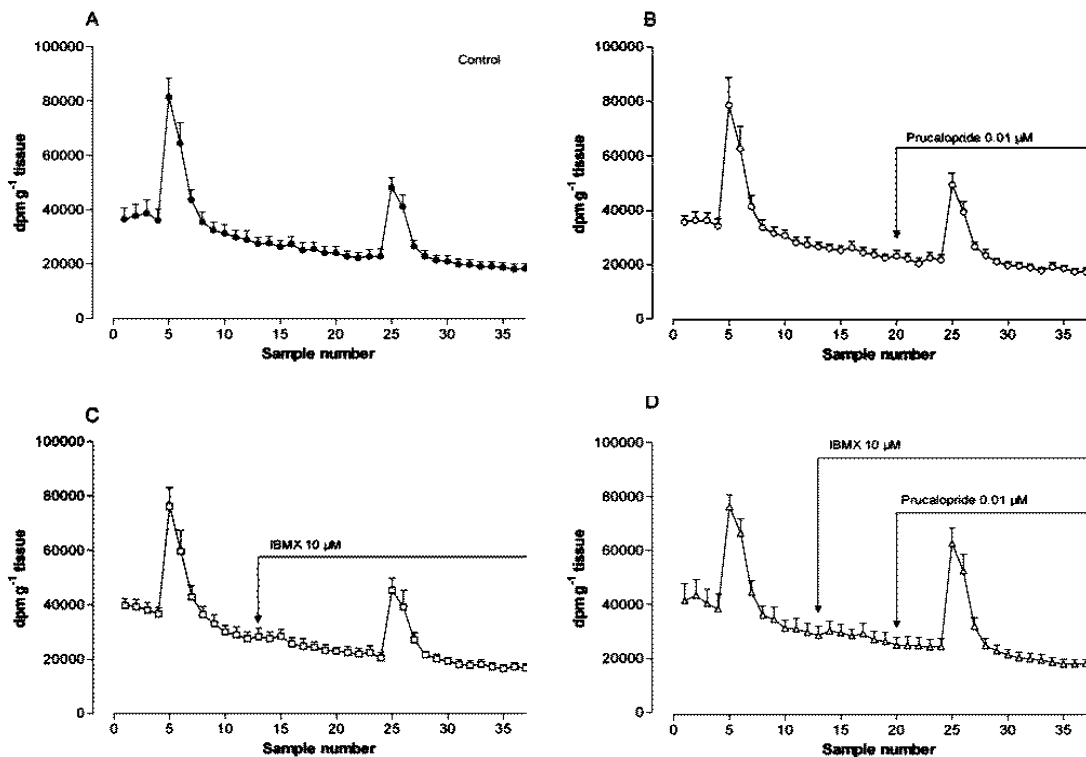 A
100000
80000
60000
40000
20000
0
dpm g⁻¹ tissue
Control
0 5 10 15 20 25 30 35
Sample number
B
100000
80000
60000
40000
20000
0
dpm g⁻¹ tissue
Prucalopride 0.01 µM
0 5 10 15 20 25 30 35
Sample number
C
100000
80000
60000
40000
20000
0
dpm g⁻¹ tissue
IBMX 10 µM
0 5 10 15 20 25 30 35
Sample number
D
100000
80000
60000
40000
20000
0
dpm g⁻¹ tissue
IBMX 10 µM
Prucalopride 0.01 µM
0 5 10 15 20 25 30 35
Sample number